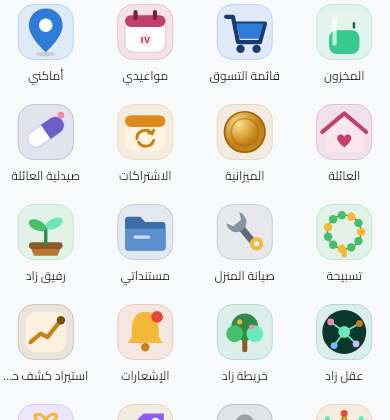 المخزون
قائمة التسوق
مواعيدي
أماكني
العائلة
الميزانية
الاشتراكات
صيدلية العائلة
تسبيحة
صيانة المنزل
مستنداتي
رفيق زاد
عقل زاد
خريطة زاد
الإشعارات
استيراد كشف حـ...